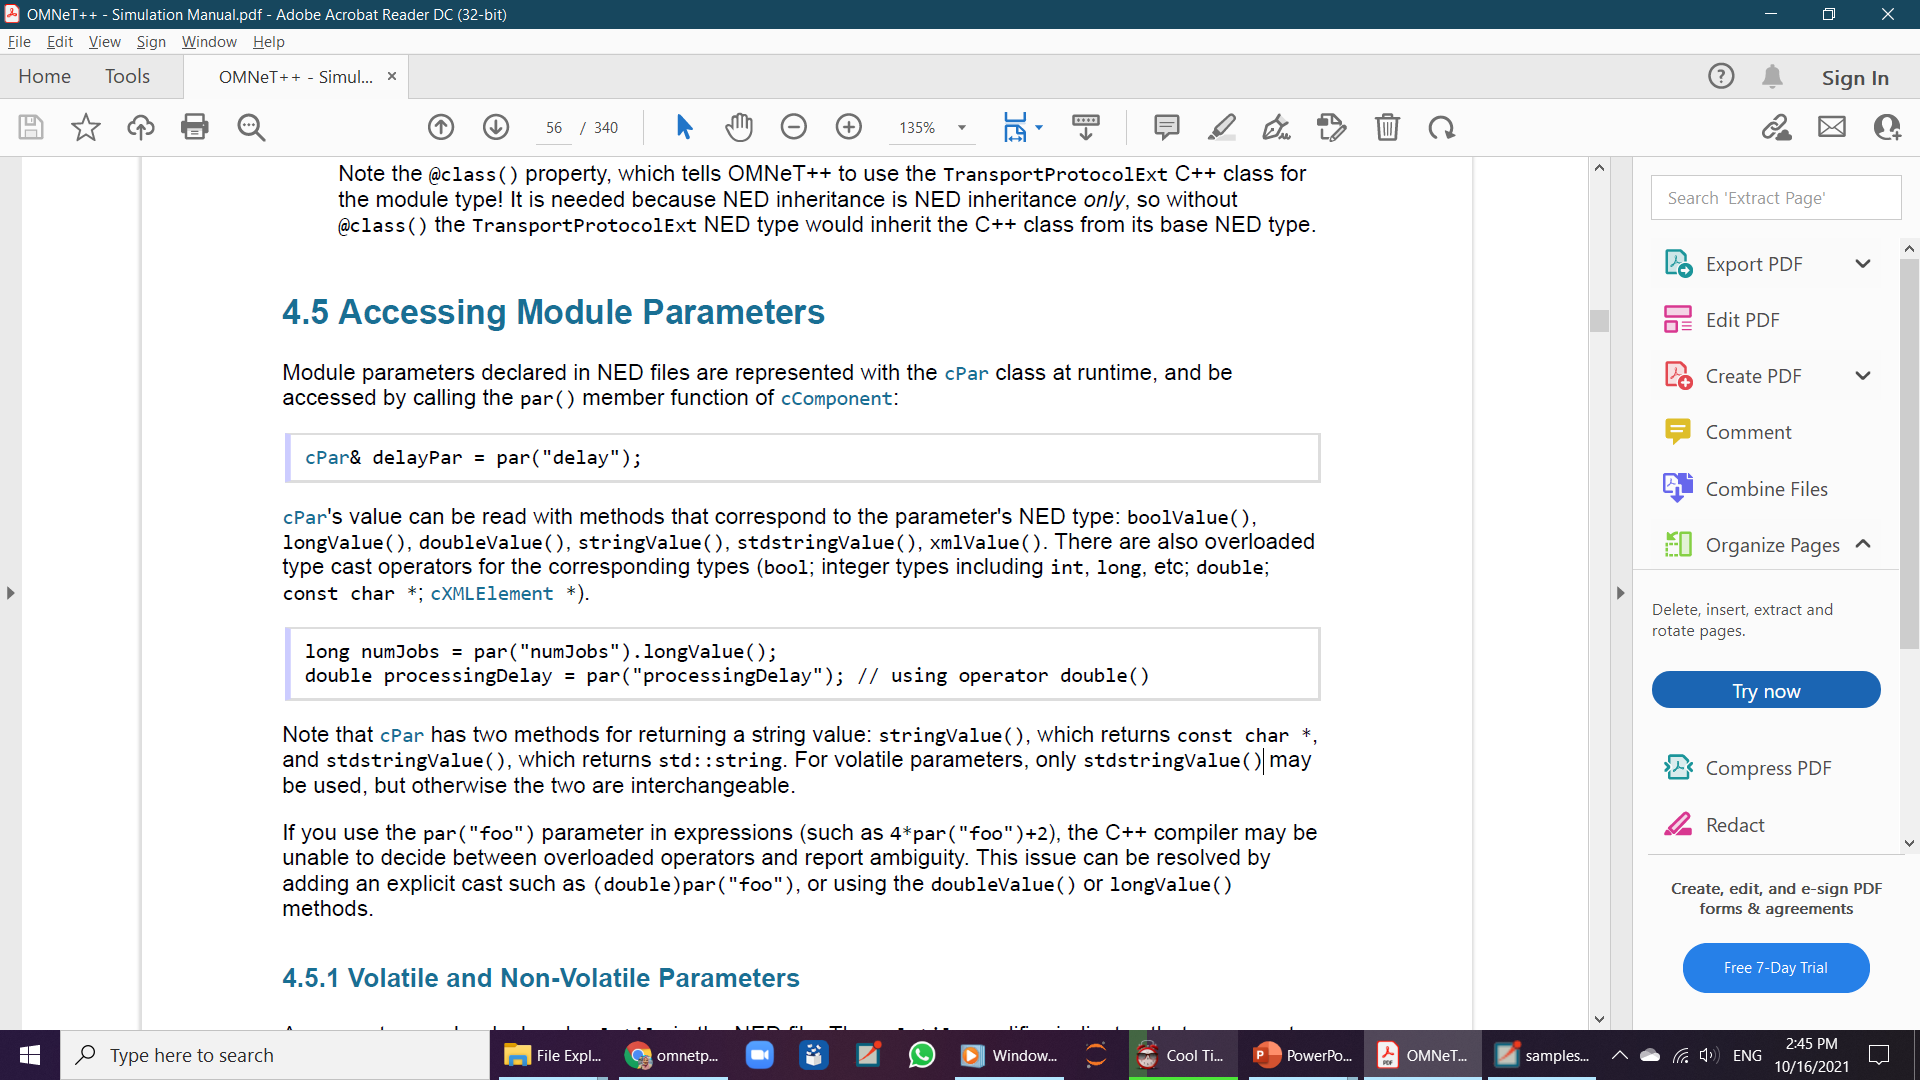 OMNeT++ - Simulation Manual.pdf - Adobe Acrobat Reader DC (32-bit)
File Edit View Sign Window Help
Home Tools OMNeT++ - Simul... × Sign In
56 / 340 135%
Note the @class() property, which tells OMNeT++ to use the TransportProtocolExt C++ class for
the module type! It is needed because NED inheritance is NED inheritance only, so without
@class() the TransportProtocolExt NED type would inherit the C++ class from its base NED type.
4.5 Accessing Module Parameters
Module parameters declared in NED files are represented with the cPar class at runtime, and be
accessed by calling the par() member function of cComponent:
cPar& delayPar = par("delay");
cPar's value can be read with methods that correspond to the parameter's NED type: boolValue(),
longValue(), doubleValue(), stringValue(), stdstringValue(), xmlValue(). There are also overloaded
type cast operators for the corresponding types (bool; integer types including int, long, etc; double;
const char *; cXMLElement *).
long numJobs = par("numJobs").longValue();
double processingDelay = par("processingDelay"); // using operator double()
Note that cPar has two methods for returning a string value: stringValue(), which returns const char *,
and stdstringValue(), which returns std::string. For volatile parameters, only stdstringValue() may
be used, but otherwise the two are interchangeable.
If you use the par("foo") parameter in expressions (such as 4*par("foo")+2), the C++ compiler may be
unable to decide between overloaded operators and report ambiguity. This issue can be resolved by
adding an explicit cast such as (double)par("foo"), or using the doubleValue() or longValue()
methods.
4.5.1 Volatile and Non-Volatile Parameters
Search 'Extract Page'
Export PDF
Edit PDF
Create PDF
Comment
Combine Files
Organize Pages
Delete, insert, extract and
rotate pages.
Try now
Compress PDF
Redact
Create, edit, and e-sign PDF
forms & agreements
Free 7-Day Trial
Type here to search
File Expl... omnetp... Window... Cool Ti... PowerPo... OMNeT... samples... ENG
2:45 PM
10/16/2021